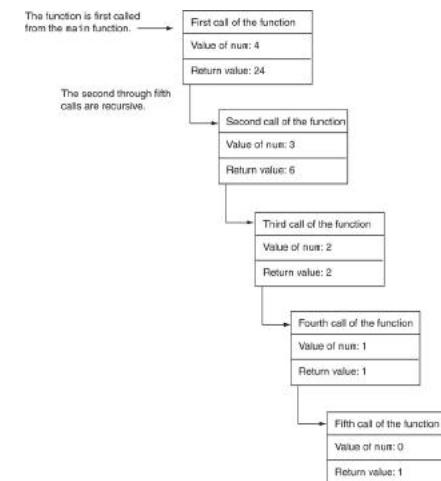 The function is first called
from the main function.
First call of the function
Value of num: 4
Return value: 24
The second through fifth
calls are recursive.
Second call of the function
Value of num: 3
Return value: 6
Third call of the function
Value of num: 2
Return value: 2
Fourth call of the function
Value of num: 1
Return value: 1
Fifth call of the function
Value of num: 0
Return value: 1